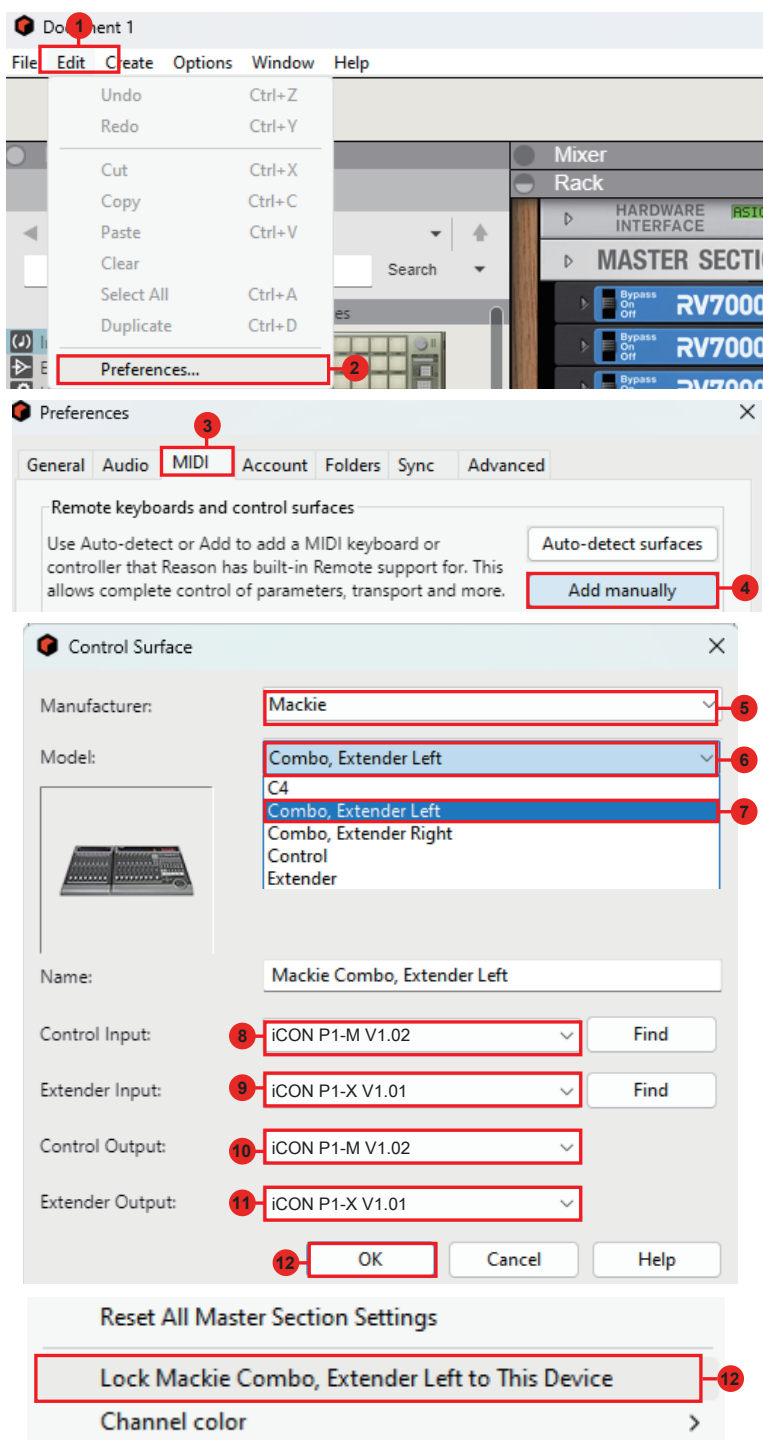 Document 1
1
File Edit Create Options Window Help
Undo Ctrl+Z
Redo Ctrl+Y
Cut Ctrl+X
Copy Ctrl+C
Paste Ctrl+V
Clear
Select All Ctrl+A
Duplicate Ctrl+D
Preferences...
2
Search
es
Mixer
Rack
HARDWARE
INTERFACE
ASIO
MASTER SECTI
Bypass
On
Off
RV7000
Bypass
On
Off
RV7000
Bypass
On
Off
RV7000
Preferences
3
General Audio MIDI Account Folders Sync Advanced
Remote keyboards and control surfaces
Use Auto-detect or Add to add a MIDI keyboard or
controller that Reason has built-in Remote support for. This
allows complete control of parameters, transport and more.
Auto-detect surfaces
Add manually
4
Control Surface
Manufacturer: Mackie
5
Model: Combo, Extender Left
6
C4
Combo, Extender Left
7
Combo, Extender Right
Control
Extender
Name: Mackie Combo, Extender Left
Control Input: 8 iCON P1-M V1.02 Find
Extender Input: 9 iCON P1-X V1.01 Find
Control Output: 10 iCON P1-M V1.02
Extender Output: 11 iCON P1-X V1.01
12 OK Cancel Help
Reset All Master Section Settings
Lock Mackie Combo, Extender Left to This Device
12
Channel color